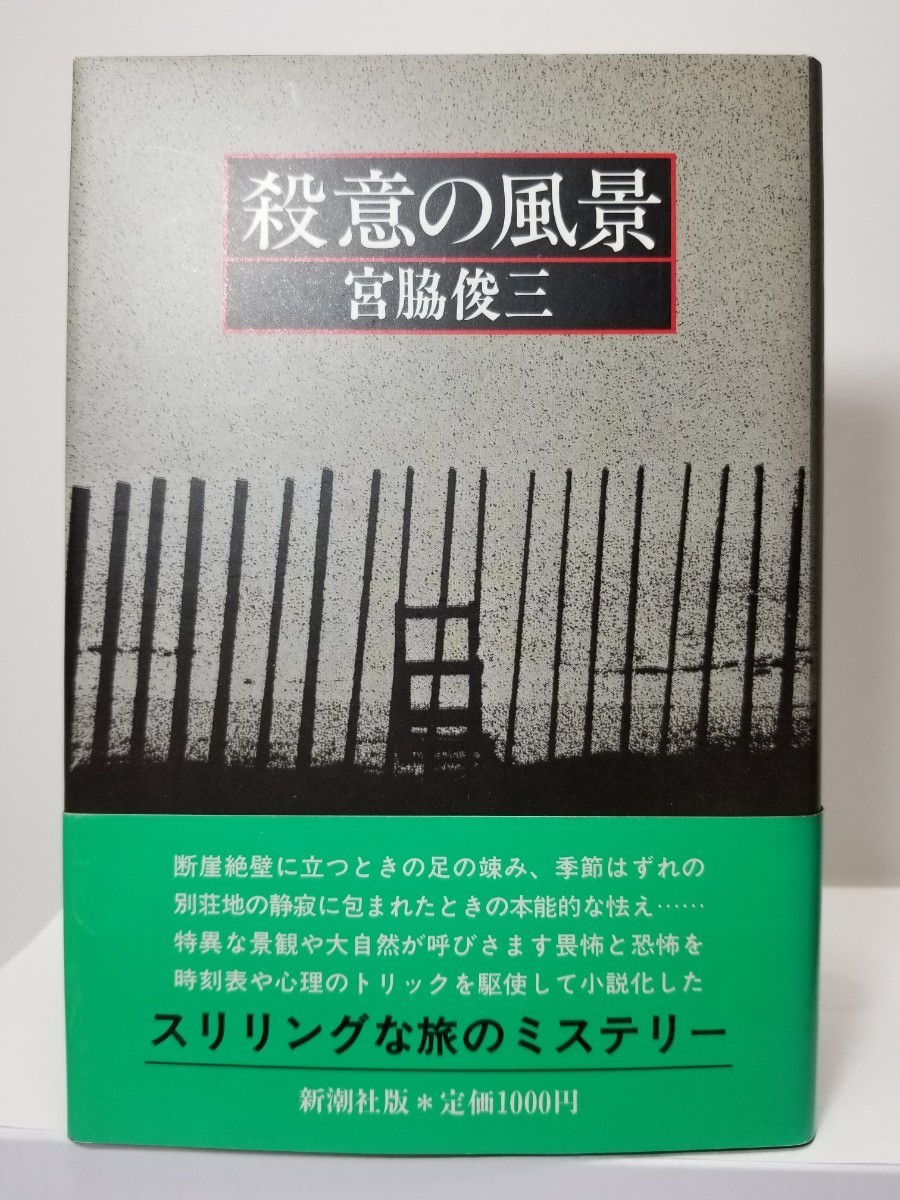 殺意の風景
宮脇俊三
断崖絶壁に立つときの足の竦み、季節はずれの
別荘地の静寂に包まれたときの本能的な怯え……
特異な景観や大自然が呼びさます畏怖と恐怖を
時刻表や心理のトリックを駆使して小説化した
スリリングな旅のミステリー
新潮社版＊定価1000円